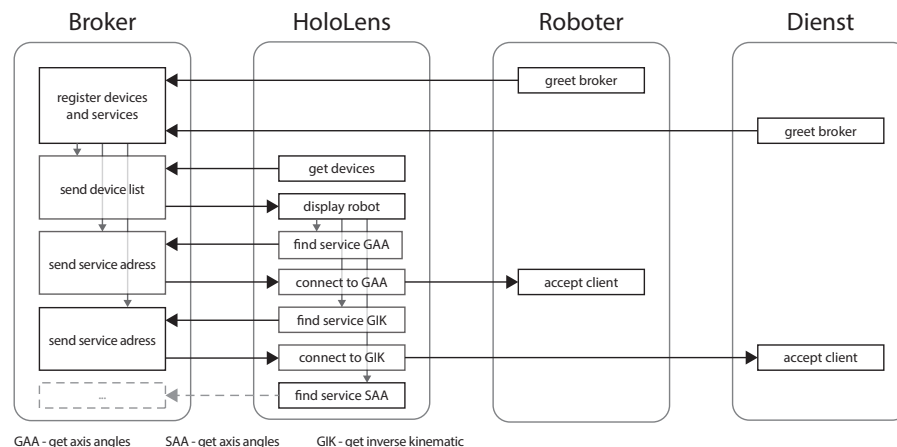 Broker
HoloLens
Roboter
Dienst
register devices
and services
greet broker
greet broker
send device list
get devices
display robot
send service adress
find service GAA
connect to GAA
accept client
send service adress
find service GIK
connect to GIK
accept client
...
find service SAA
GAA - get axis angles
SAA - get axis angles
GIK - get inverse kinematic